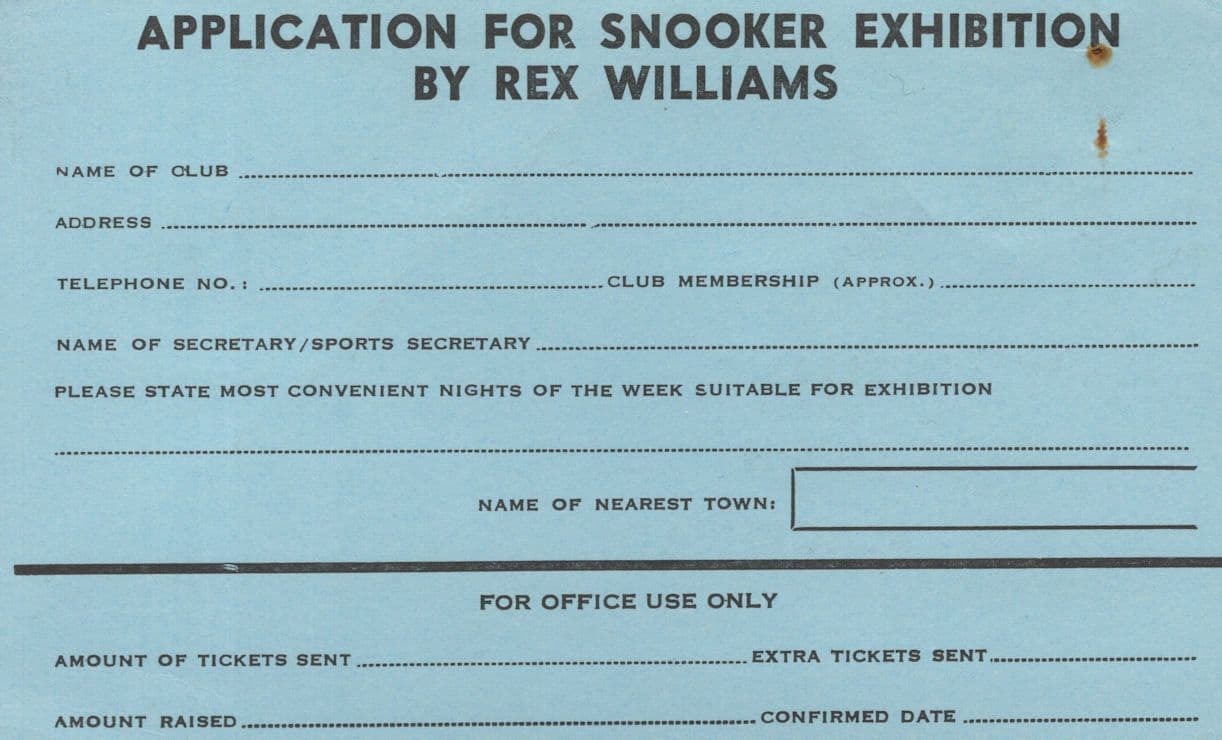 APPLICATION FOR SNOOKER EXHIBITION
BY REX WILLIAMS
NAME OF CLUB
ADDRESS
TELEPHONE NO.: CLUB MEMBERSHIP (APPROX.)
NAME OF SECRETARY/SPORTS SECRETARY
PLEASE STATE MOST CONVENIENT NIGHTS OF THE WEEK SUITABLE FOR EXHIBITION
NAME OF NEAREST TOWN:
FOR OFFICE USE ONLY
AMOUNT OF TICKETS SENT EXTRA TICKETS SENT
AMOUNT RAISED CONFIRMED DATE